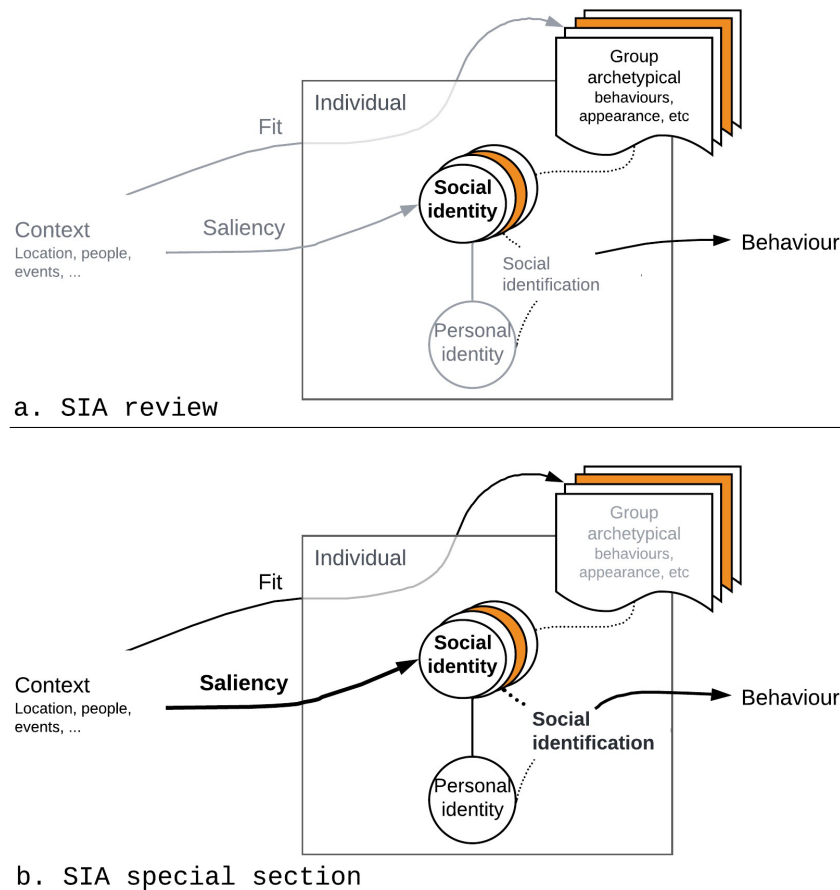 Group
archetypical
behaviours,
appearance, etc
Individual
Fit
Social
identity
Context
Location, people,
events, ...
Saliency
Behaviour
Social
identification
Personal
identity
a. SIA review
Group
archetypical
behaviours,
appearance, etc
Individual
Fit
Social
identity
Saliency
Context
Location, people,
events, ...
Behaviour
Social
identification
Personal
identity
b. SIA special section